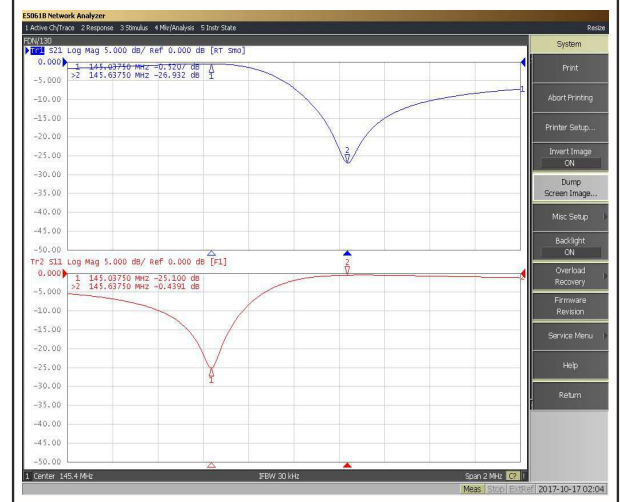 E5061B Network Analyzer
1 Active Ch/Trace 2 Response 3 Stimulus 4 Mkr/Analysis 5 Instr State
Resize
FDN/130
Tr1 S21 Log Mag 5.000 dB/ Ref 0.000 dB [RT Smo]
0.000
1 145.03750 MHz -0.5207 dB
>2 145.63750 MHz -26.932 dB
1
1
-5.000
-10.00
-15.00
-20.00
-25.00
2
-30.00
-35.00
-40.00
-45.00
-50.00
Tr2 S11 Log Mag 5.000 dB/ Ref 0.000 dB [F1]
2
0.000
1 145.03750 MHz -25.100 dB
>2 145.63750 MHz -0.4391 dB
2
-5.000
-10.00
-15.00
-20.00
-25.00
1
-30.00
-35.00
-40.00
-45.00
-50.00
1 Center 145.4 MHz
IFBW 30 kHz
Span 2 MHz C? !
Meas Stop ExtRef 2017-10-17 02:04
System
Print
Abort Printing
Printer Setup...
Invert Image
ON
Dump
Screen Image...
Misc Setup
Backlight
ON
Overload
Recovery
Firmware
Revision
Service Menu
Help
Return